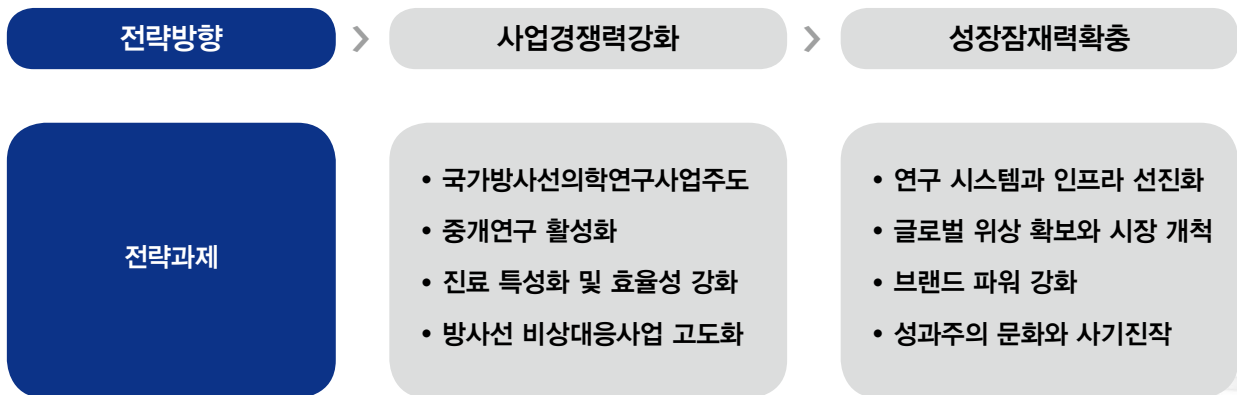 전략방향 > 사업경쟁력강화 > 성장잠재력확충
전략과제
• 국가방사선의학연구사업주도
• 중개연구 활성화
• 진료 특성화 및 효율성 강화
• 방사선 비상대응사업 고도화
• 연구 시스템과 인프라 선진화
• 글로벌 위상 확보와 시장 개척
• 브랜드 파워 강화
• 성과주의 문화와 사기진작